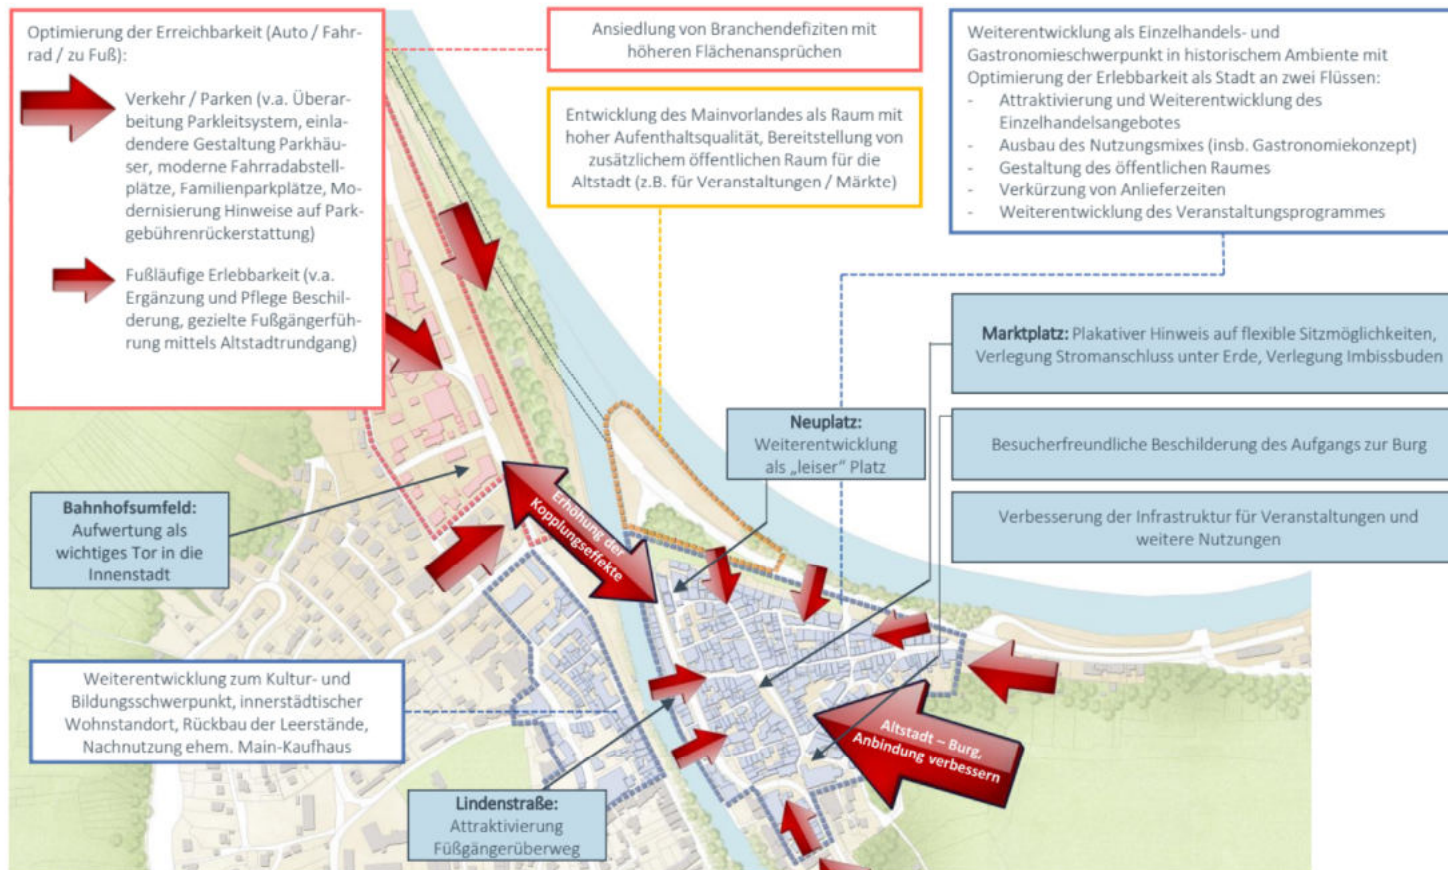 Optimierung der Erreichbarkeit (Auto / Fahr-
rad / zu Fuß):
Verkehr / Parken (v.a. Überar-
beitung Parkleitsystem, einla-
dendere Gestaltung Parkhäu-
ser, moderne Fahrradabstell-
plätze, Familienparkplätze, Mo-
dernisierung Hinweise auf Park-
gebührenrückerstattung)
Fußläufige Erlebbarkeit (v.a.
Ergänzung und Pflege Beschil-
derung, gezielte Fußgängerfüh-
rung mittels Altstadtrundgang)
Ansiedlung von Branchendefiziten mit
höheren Flächenansprüchen
Entwicklung des Mainvorlandes als Raum mit
hoher Aufenthaltsqualität, Bereitstellung von
zusätzlichem öffentlichen Raum für die
Altstadt (z.B. für Veranstaltungen / Märkte)
Weiterentwicklung als Einzelhandels- und
Gastronomieschwerpunkt in historischem Ambiente mit
Optimierung der Erlebbarkeit als Stadt an zwei Flüssen:
- Attraktivierung und Weiterentwicklung des
Einzelhandelsangebotes
- Ausbau des Nutzungsmixes (insb. Gastronomiekonzept)
- Gestaltung des öffentlichen Raumes
- Verkürzung von Anlieferzeiten
- Weiterentwicklung des Veranstaltungsprogrammes
Marktplatz: Plakativer Hinweis auf flexible Sitzmöglichkeiten,
Verlegung Stromanschluss unter Erde, Verlegung Imbissbuden
Neuplatz:
Weiterentwicklung
als „leiser“ Platz
Besucherfreundliche Beschilderung des Aufgangs zur Burg
Verbesserung der Infrastruktur für Veranstaltungen und
weitere Nutzungen
Bahnhofsumfeld:
Aufwertung als
wichtiges Tor in die
Innenstadt
Erhöhung der
Kopplungseffekte
Weiterentwicklung zum Kultur- und
Bildungsschwerpunkt, innerstädtischer
Wohnstandort, Rückbau der Leerstände,
Nachnutzung ehem. Main-Kaufhaus
Altstadt – Burg,
Anbindung verbessern
Lindenstraße:
Attraktivierung
Füßgängerüberweg